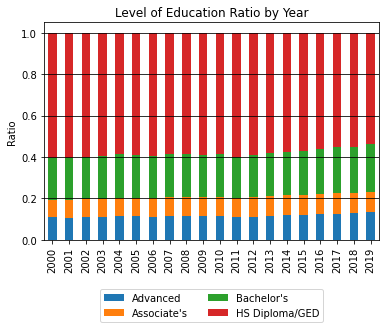 Level of Education Ratio by Year
Ratio
1.0
0.8
0.6
0.4
0.2
0.0
2000 2001 2002 2003 2004 2005 2006 2007 2008 2009 2010 2011 2012 2013 2014 2015 2016 2017 2018 2019
Advanced Bachelor's
Associate's HS Diploma/GED